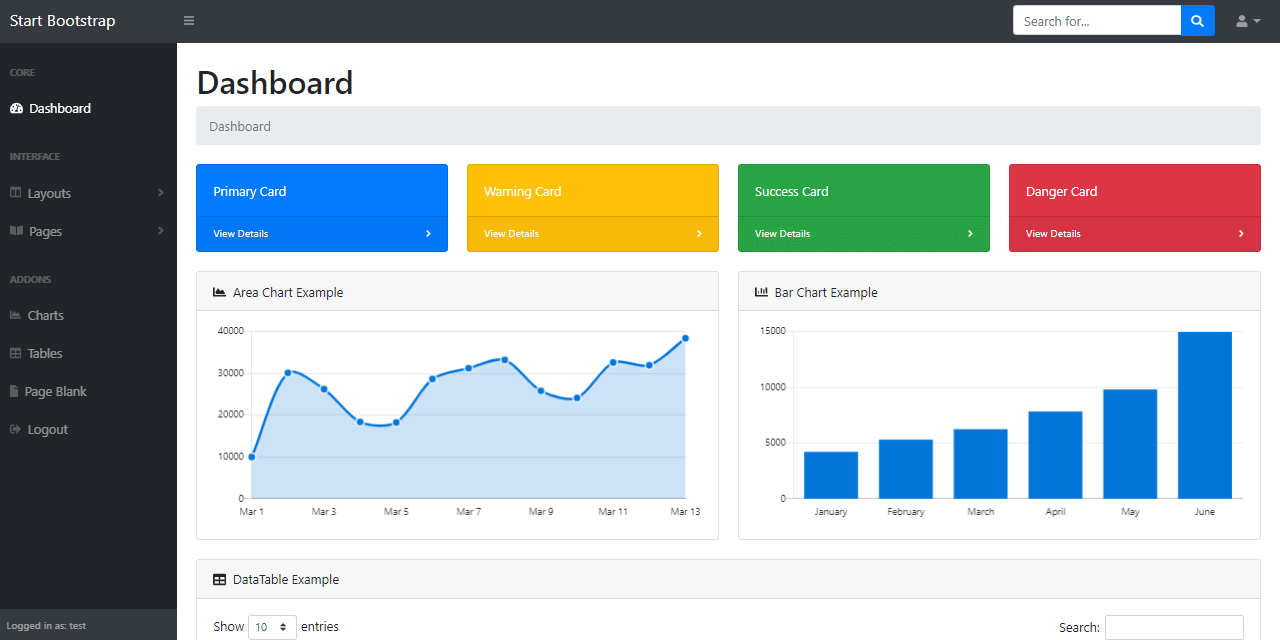 Start Bootstrap
Search for...
CORE
Dashboard
INTERFACE
Layouts
Pages
ADDONS
Charts
Tables
Page Blank
Logout
Logged in as: test
Dashboard
Dashboard
Primary Card
View Details
Warning Card
View Details
Success Card
View Details
Danger Card
View Details
Area Chart Example
40000
30000
20000
10000
0
Mar 1 Mar 3 Mar 5 Mar 7 Mar 9 Mar 11 Mar 13
Bar Chart Example
15000
10000
5000
0
January February March April May June
DataTable Example
Show 10 entries
Search: